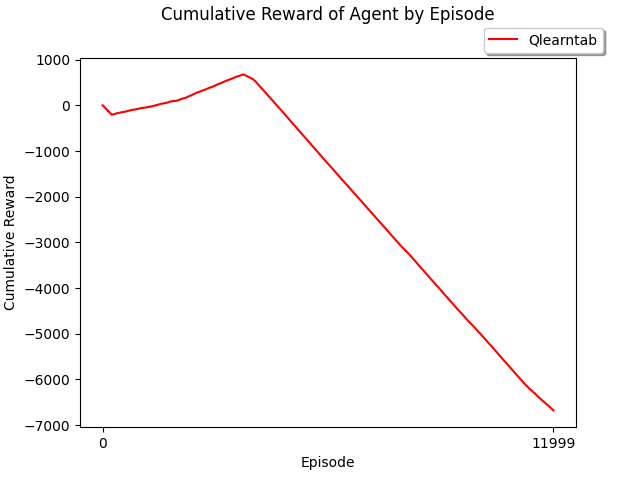 Cumulative Reward of Agent by Episode
Qlearntab
1000
0
−1000
−2000
−3000
−4000
−5000
−6000
−7000
Cumulative Reward
0
11999
Episode